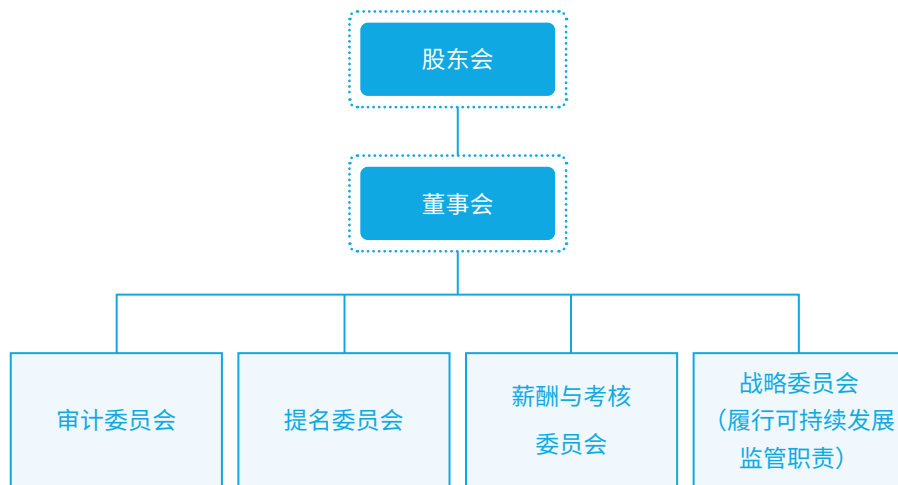 股东会
董事会
审计委员会
提名委员会
薪酬与考核
委员会
战略委员会
（履行可持续发展
监管职责）